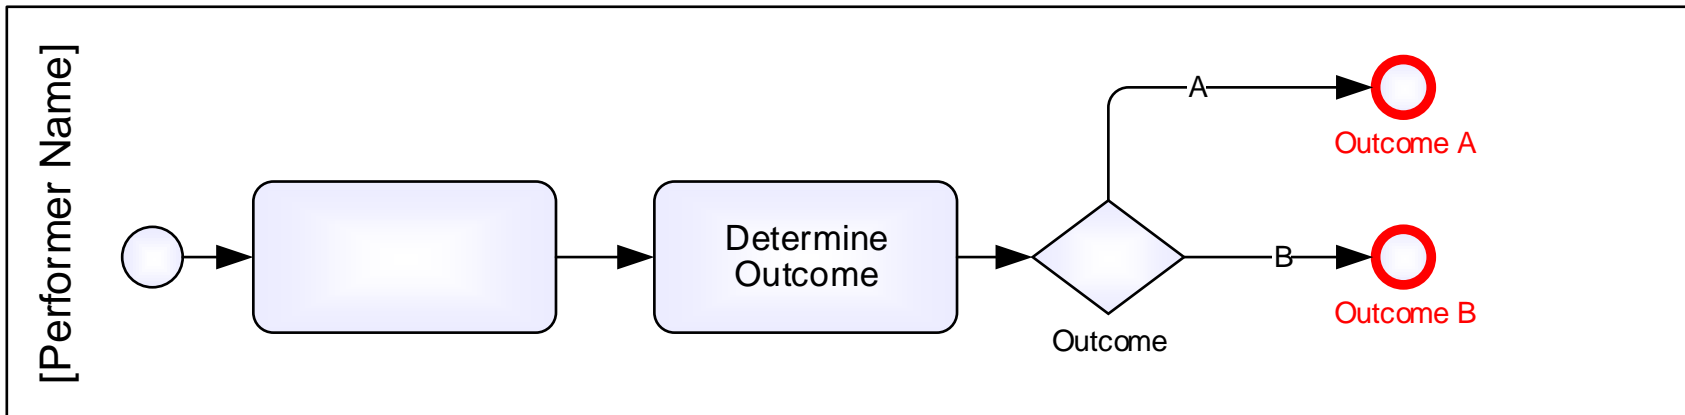 [Performer Name]
Determine
Outcome
Outcome
A
Outcome A
B
Outcome B